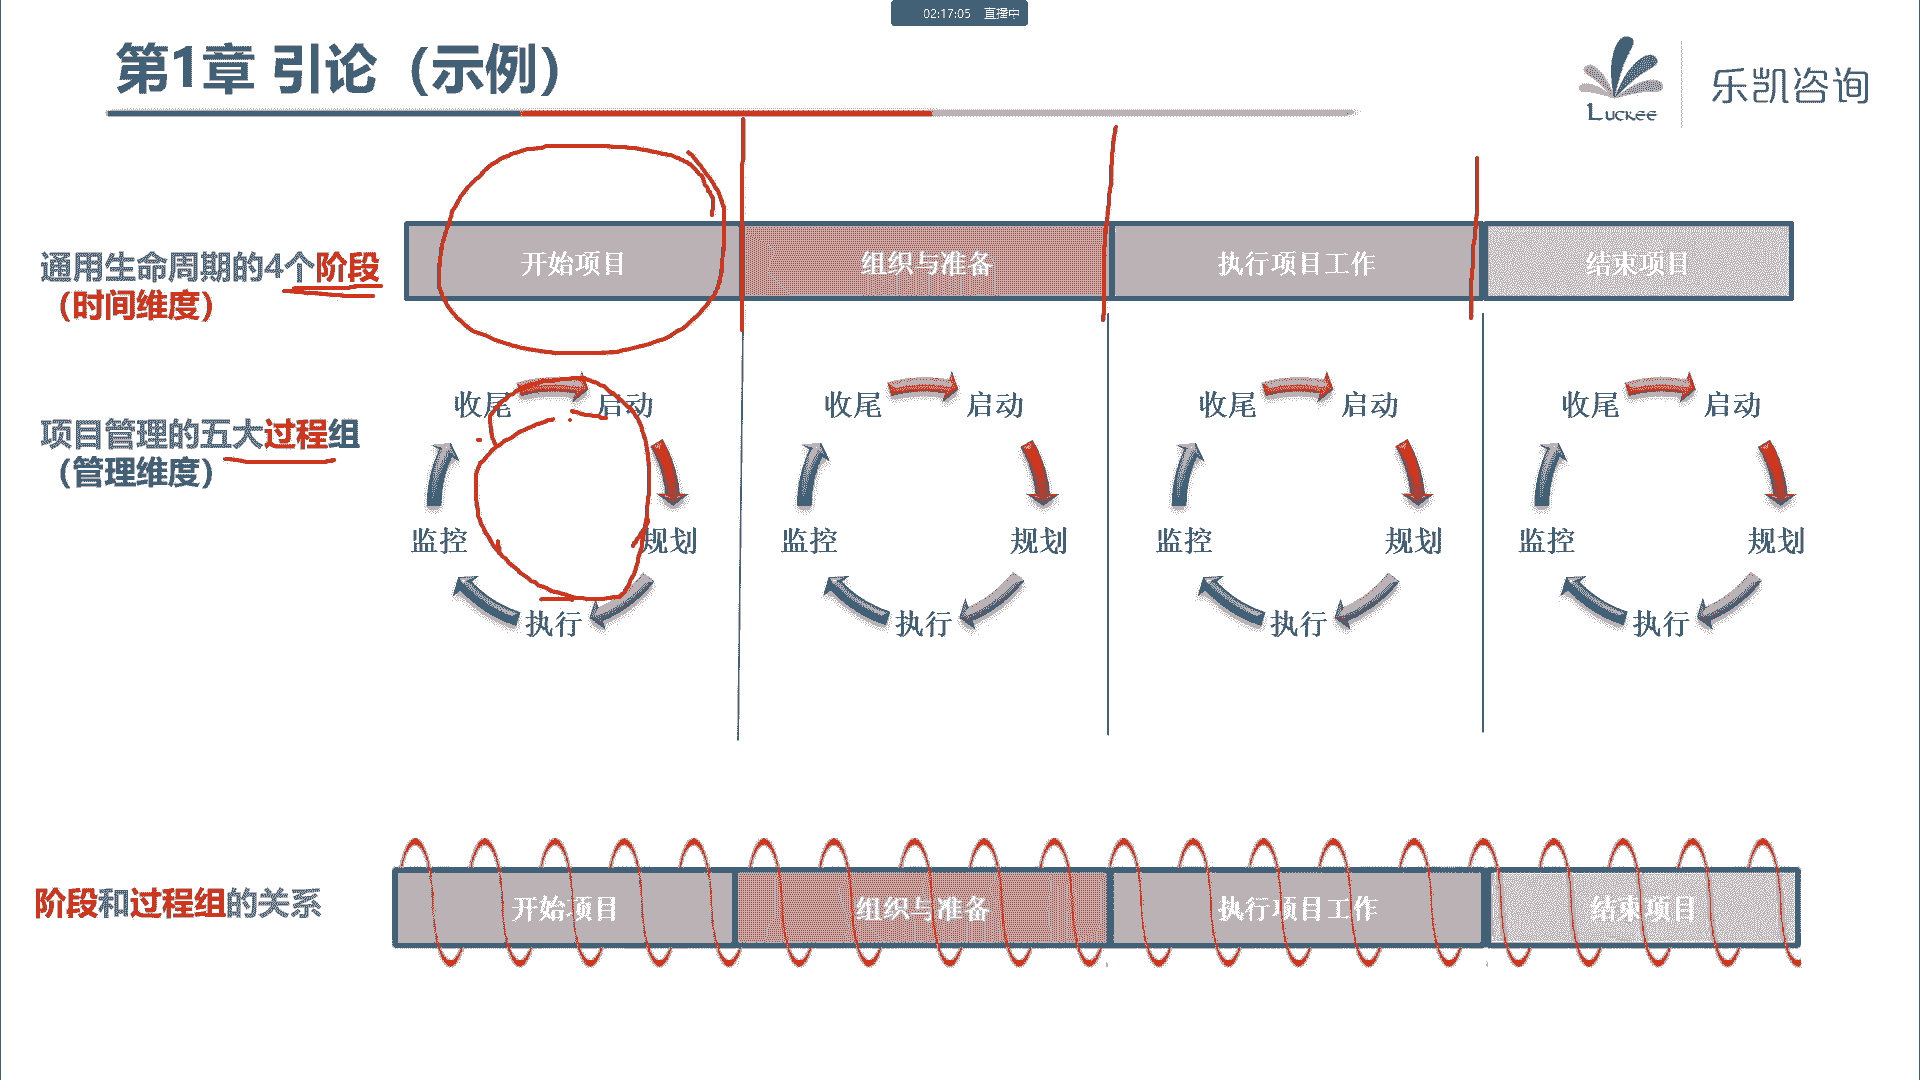 02:17:05 直播中
第1章 引论（示例）
Luckee
乐凯咨询
通用生命周期的4个阶段
（时间维度）
开始项目 组织与准备 执行项目工作 结束项目
项目管理的五大过程组
（管理维度）
收尾 启动 收尾 启动 收尾 启动 收尾 启动
监控 规划 监控 规划 监控 规划 监控 规划
执行 执行 执行 执行
阶段和过程组的关系
开始项目 组织与准备 执行项目工作 结束项目